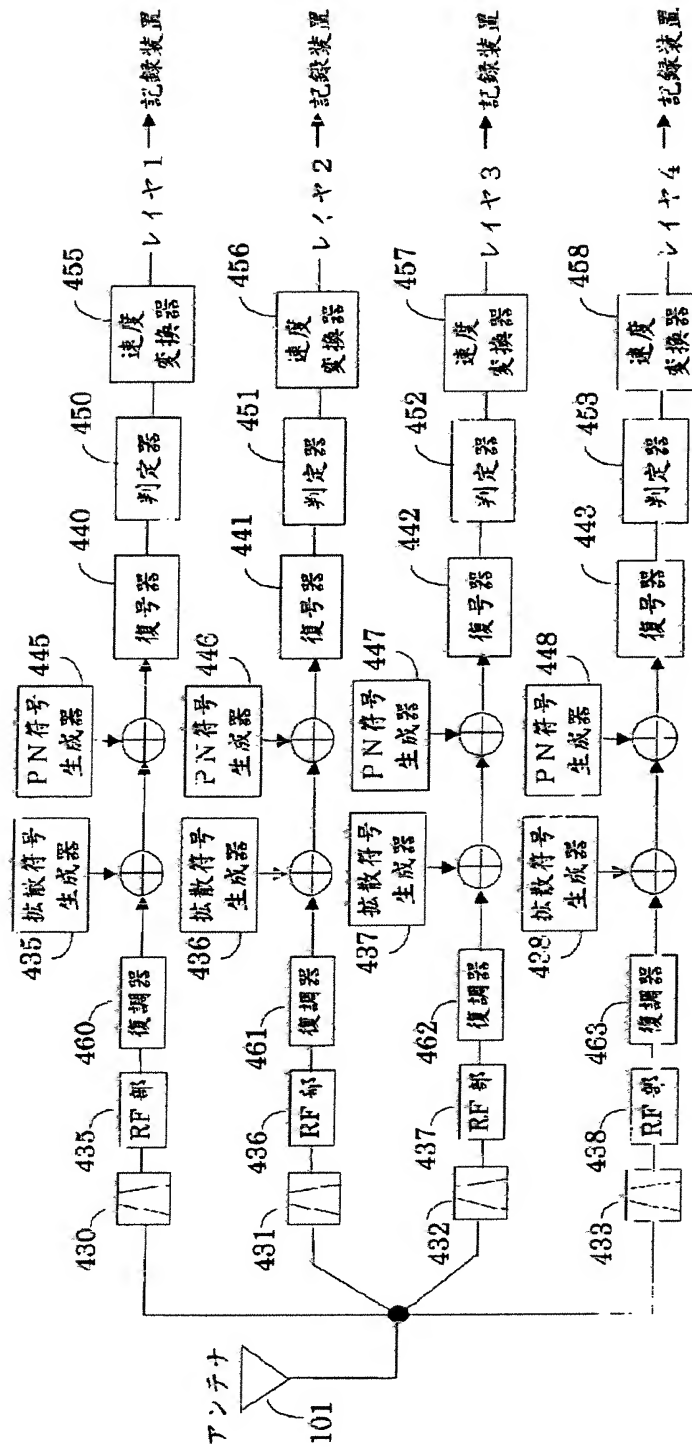 アンテナ
101
430
435
RF部
460
復調器
435
拡散符号
生成器
445
PN符号
生成器
440
復号器
450
判定器
455
速度
変換器
レイヤ1
記録装置
431
436
RF部
461
復調器
436
拡散符号
生成器
446
PN符号
生成器
441
復号器
451
判定器
456
速度
変換器
レイヤ2
記録装置
432
437
RF部
462
復調器
437
拡散符号
生成器
447
PN符号
生成器
442
復号器
452
判定器
457
速度
変換器
レイヤ3
記録装置
433
438
RF部
463
復調器
438
拡散符号
生成器
448
PN符号
生成器
443
復号器
453
判定器
458
速度
変換器
レイヤ4
記録装置